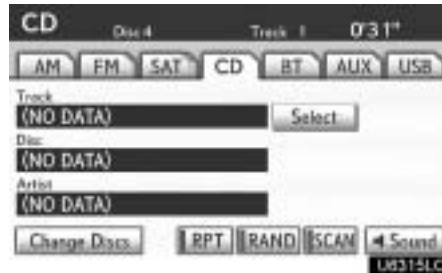 CD Disc 4 Track 1 0'31"
AM FM SAT CD BT AUX USB
Track
(NO DATA) Select
Disc
(NO DATA)
Artist
(NO DATA)
Change Discs RPT RAND SCAN Sound
U8315LC